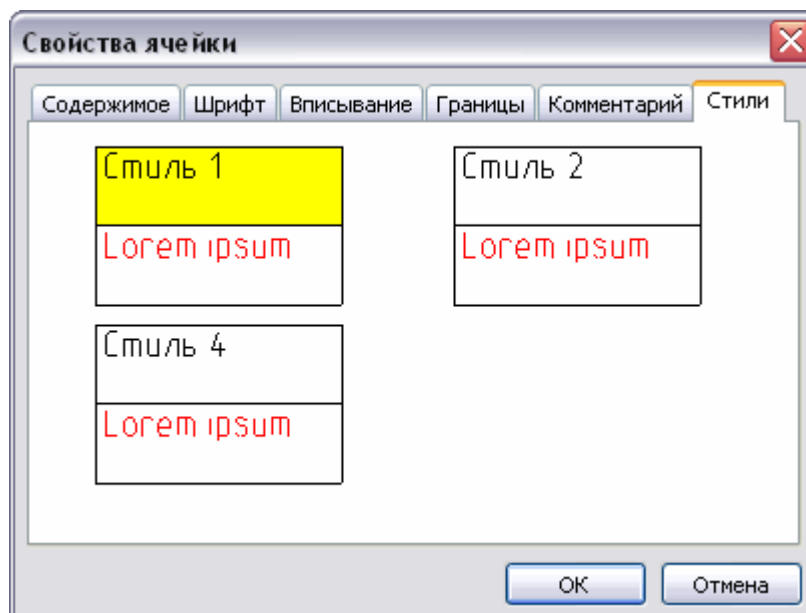 Свойства ячейки
Содержимое Шрифт Вписывание Границы Комментарий Стили
Стиль 1 Стиль 2
Lorem ipsum Lorem ipsum
Стиль 4
Lorem ipsum
ОК Отмена